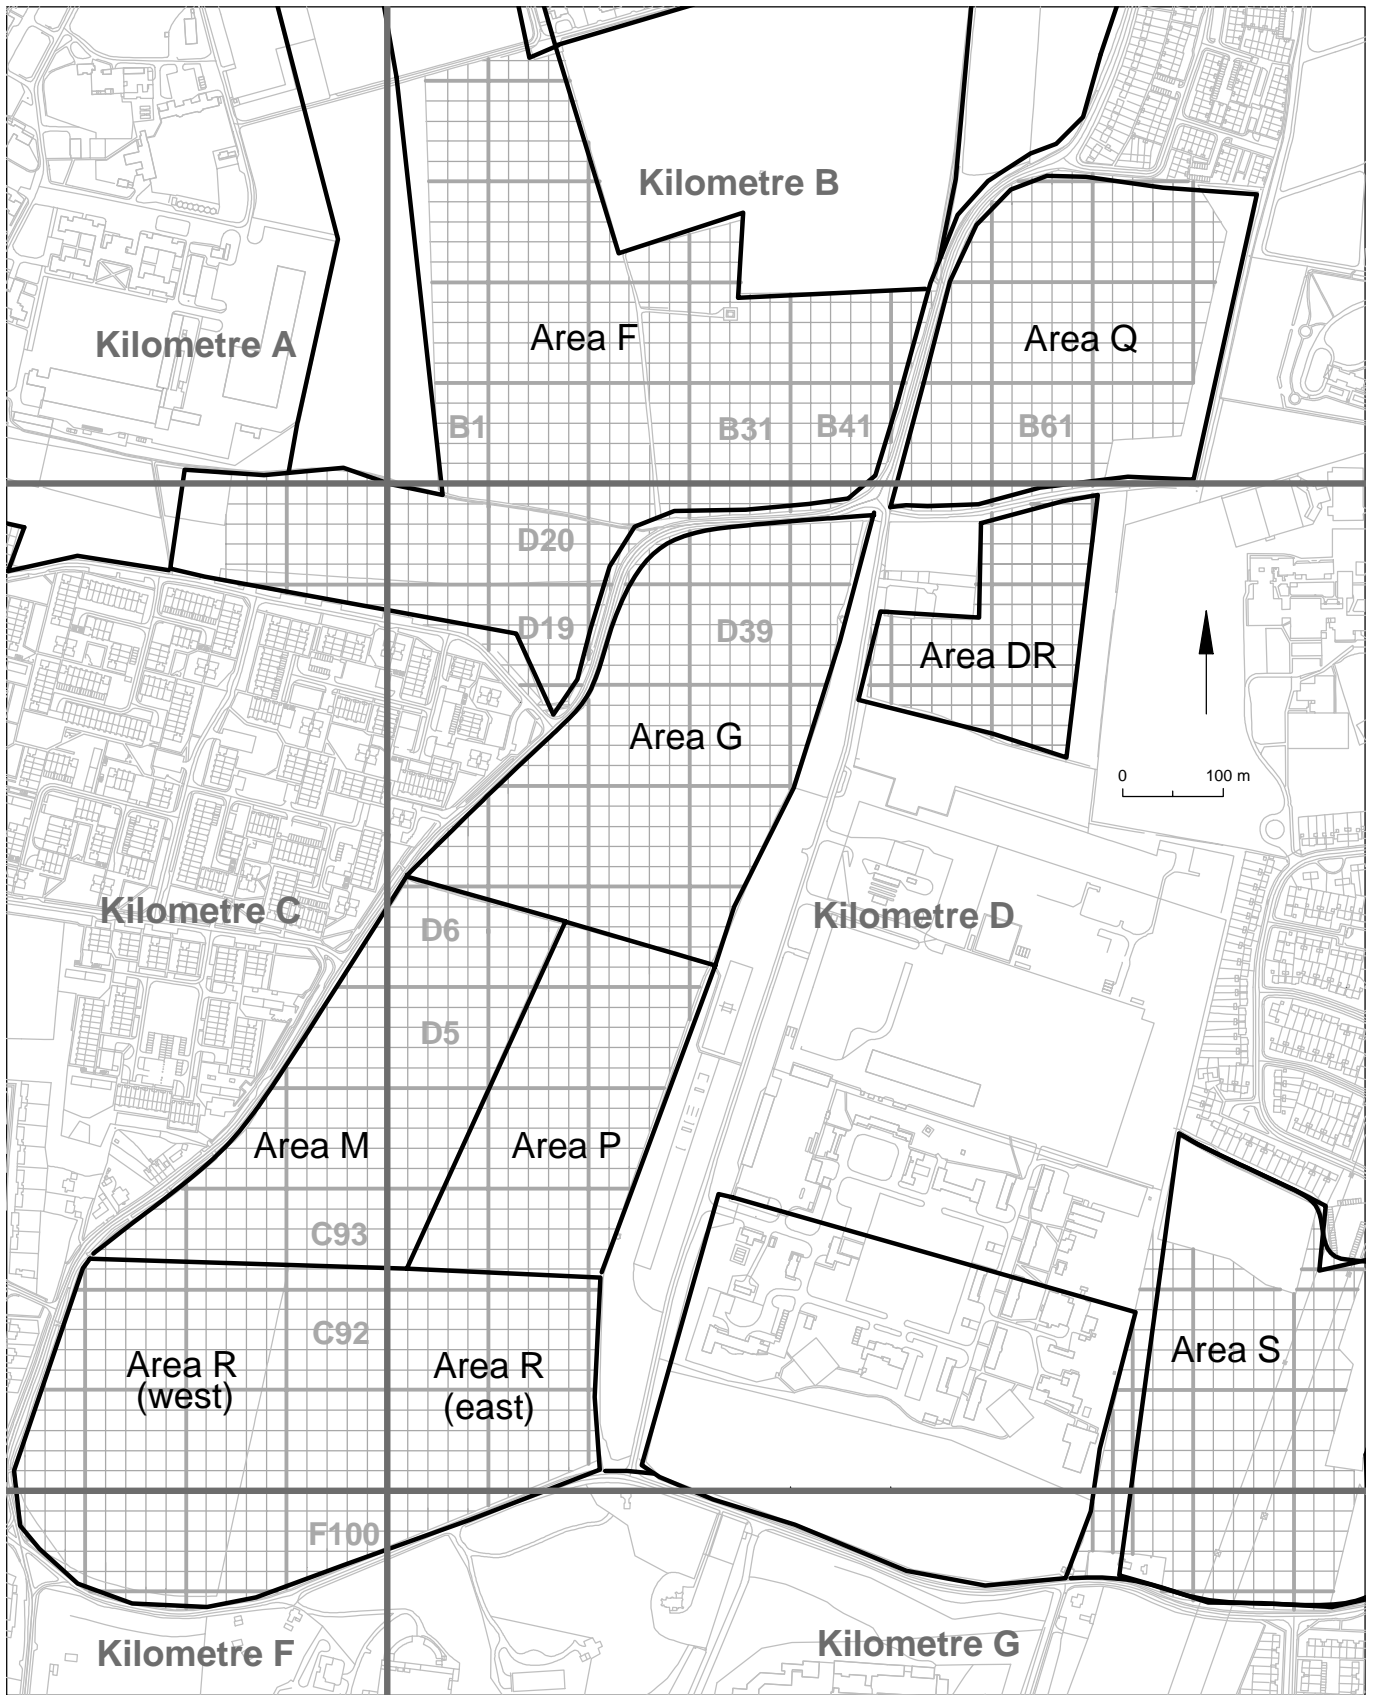 Kilometre B
Kilometre A
Area F
Area Q
B1
B31
B41
B61
D20
D19
D39
Area DR
Area G
0 100 m
Kilometre C
D6
Kilometre D
D5
Area M
Area P
C93
C92
Area R
(west)
Area R
(east)
Area S
F100
Kilometre F
Kilometre G